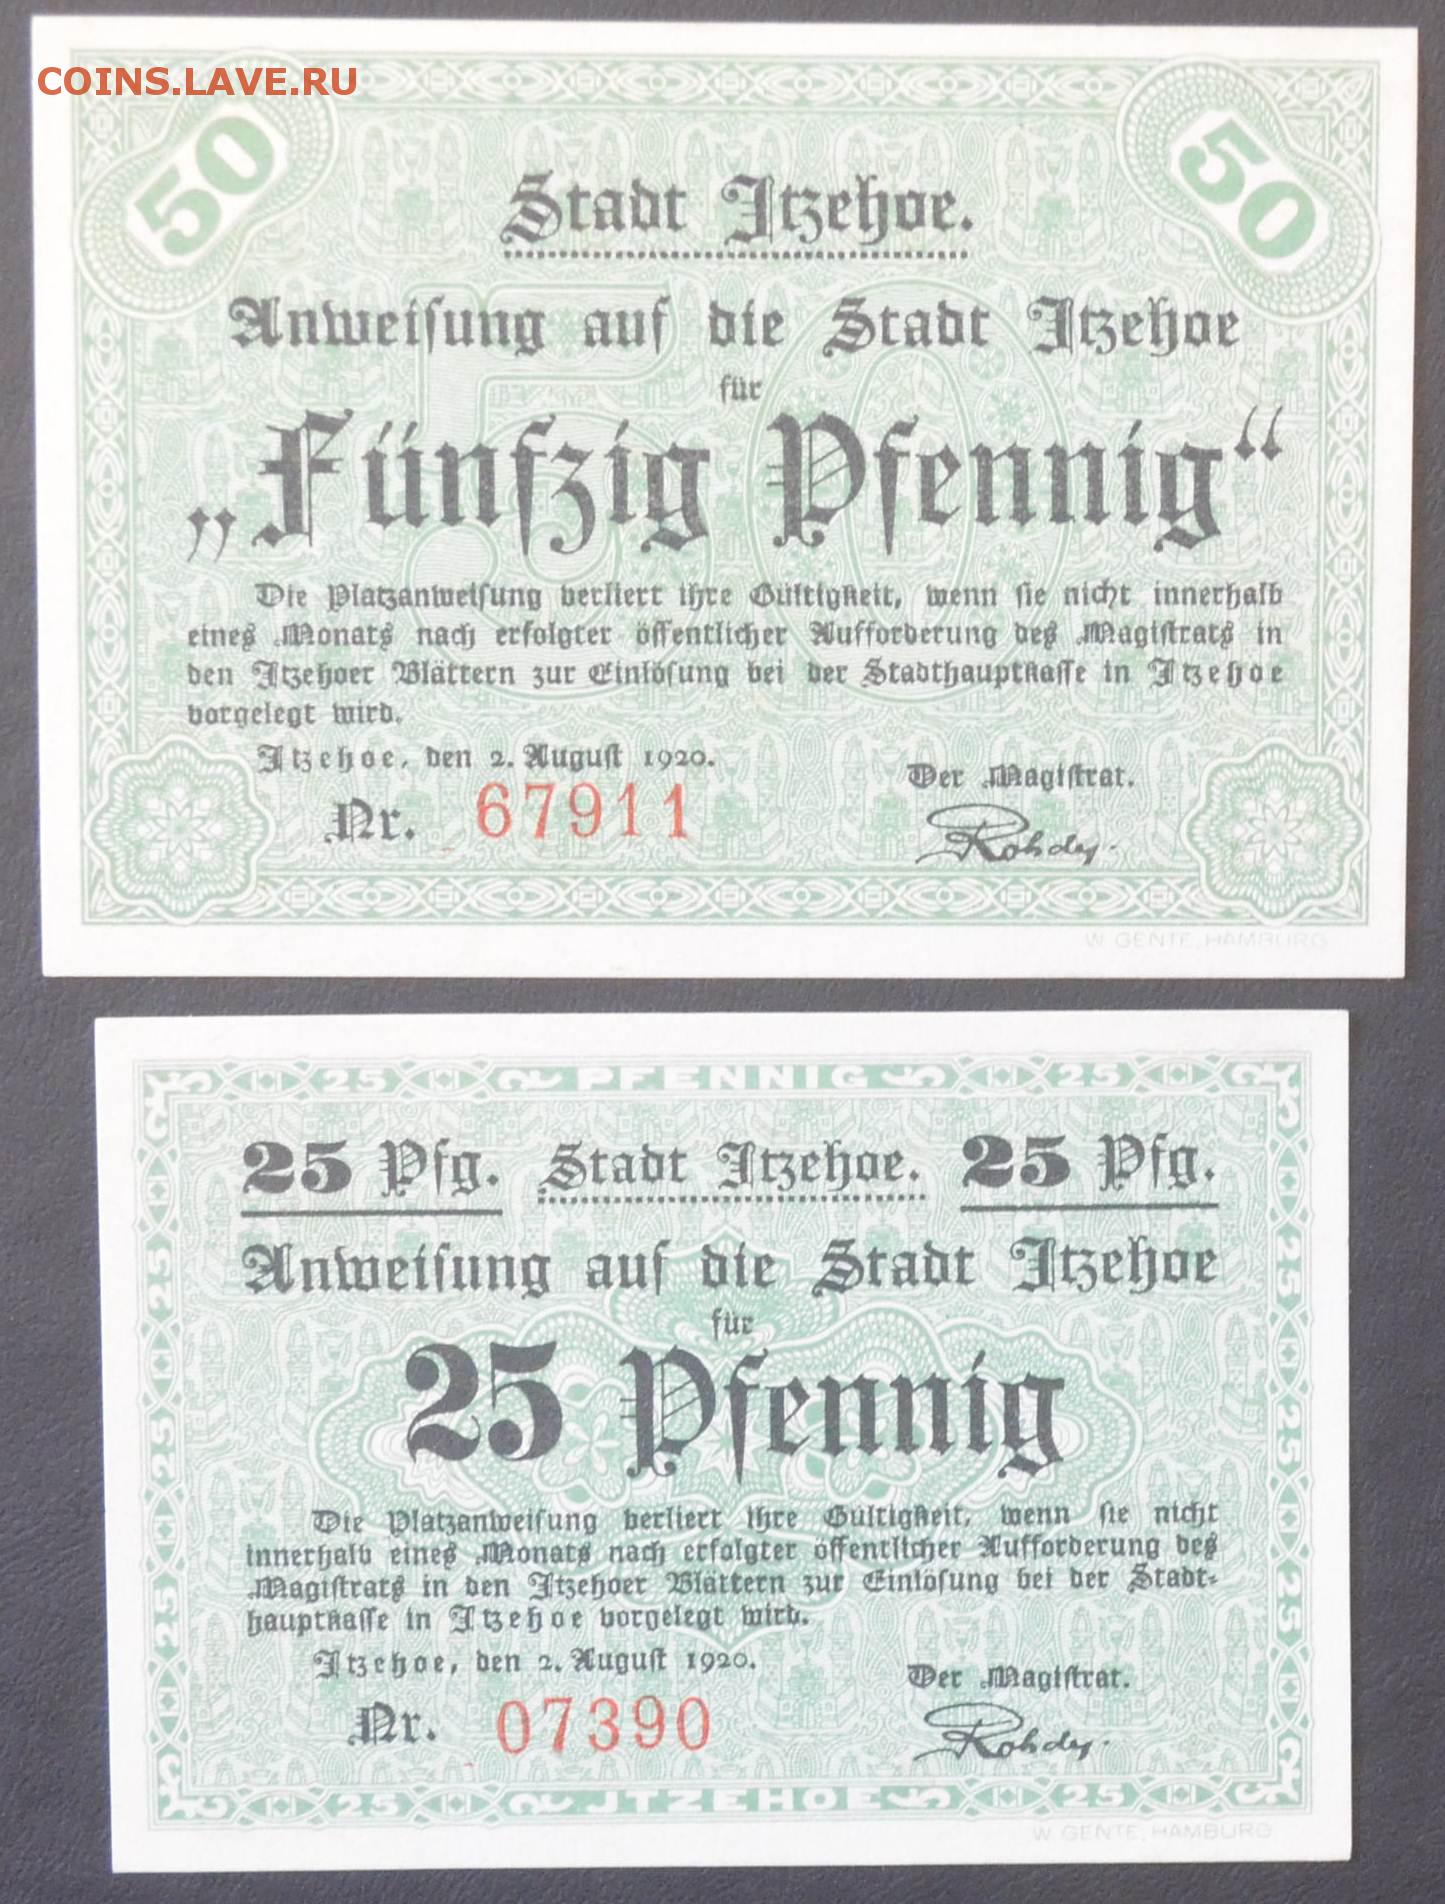 COINS.LAVE.RU
50
50
Stadt Itzehoe.
Anweisung auf die Stadt Itzehoe
für
„Fünfzig Pfennig“
Die Platzanweisung verliert ihre Gültigkeit, wenn sie nicht innerhalb
eines Monats nach erfolgter öffentlicher Aufforderung des Magistrats in
den Itzehoer Blättern zur Einlösung bei der Stadthauptkasse in Itzehoe
vorgelegt wird.
Itzehoe, den 2. August 1920.
Der Magistrat.
Nr. 67911
Rohde.
W. GENTE, HAMBURG
25 PFENNIG 25
25 Pfg. Stadt Itzehoe. 25 Pfg.
Anweisung auf die Stadt Itzehoe
für
25 Pfennig
Die Platzanweisung verliert ihre Gültigkeit, wenn sie nicht
innerhalb eines Monats nach erfolgter öffentlicher Aufforderung des
Magistrats in den Itzehoer Blättern zur Einlösung bei der Stadt-
hauptkasse in Itzehoe vorgelegt wird.
Itzehoe, den 2. August 1920.
Der Magistrat.
Nr. 07390
Rohde.
25 JTZEHOE 25
W. GENTE, HAMBURG